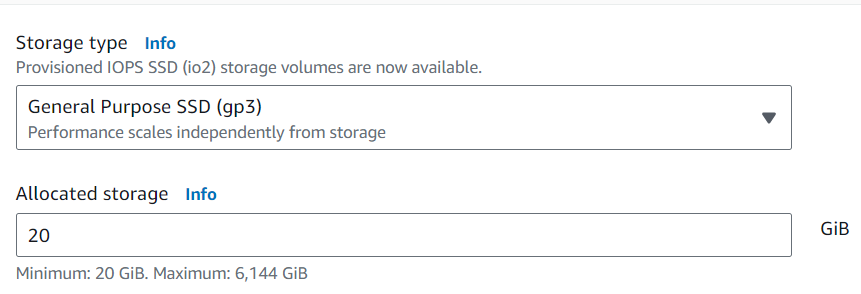 Storage type Info
Provisioned IOPS SSD (io2) storage volumes are now available.
General Purpose SSD (gp3)
Performance scales independently from storage
Allocated storage Info
20 GiB
Minimum: 20 GiB. Maximum: 6,144 GiB